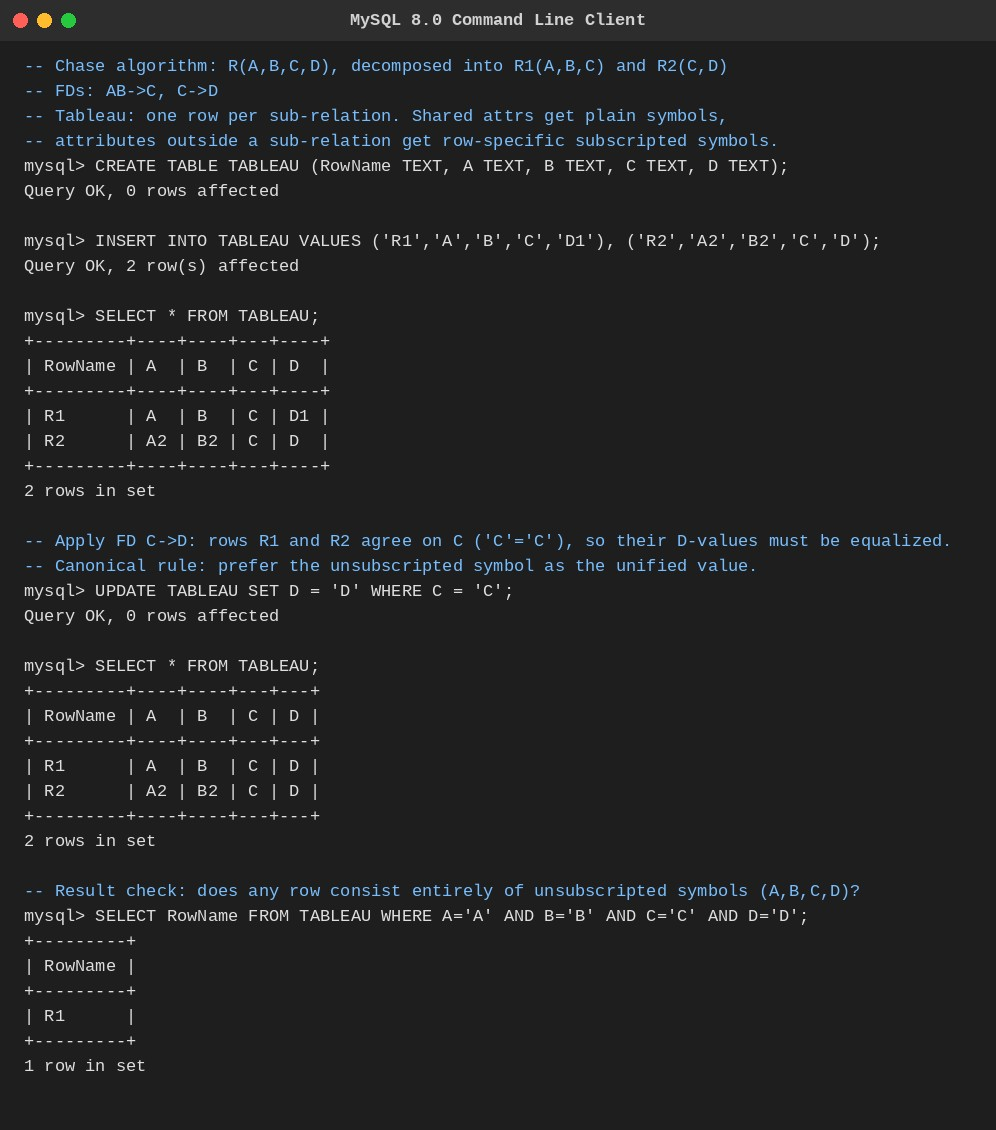 MySQL 8.0 Command Line Client
-- Chase algorithm: R(A,B,C,D), decomposed into R1(A,B,C) and R2(C,D)
-- FDs: AB->C, C->D
-- Tableau: one row per sub-relation. Shared attrs get plain symbols,
-- attributes outside a sub-relation get row-specific subscripted symbols.
mysql> CREATE TABLE TABLEAU (RowName TEXT, A TEXT, B TEXT, C TEXT, D TEXT);
Query OK, 0 rows affected

mysql> INSERT INTO TABLEAU VALUES ('R1','A','B','C','D1'), ('R2','A2','B2','C','D');
Query OK, 2 row(s) affected

mysql> SELECT * FROM TABLEAU;
+---------+----+----+---+----+
| RowName | A  | B  | C | D  |
+---------+----+----+---+----+
| R1      | A  | B  | C | D1 |
| R2      | A2 | B2 | C | D  |
+---------+----+----+---+----+
2 rows in set

-- Apply FD C->D: rows R1 and R2 agree on C ('C'='C'), so their D-values must be equalized.
-- Canonical rule: prefer the unsubscripted symbol as the unified value.
mysql> UPDATE TABLEAU SET D = 'D' WHERE C = 'C';
Query OK, 0 rows affected

mysql> SELECT * FROM TABLEAU;
+---------+----+----+---+---+
| RowName | A  | B  | C | D |
+---------+----+----+---+---+
| R1      | A  | B  | C | D |
| R2      | A2 | B2 | C | D |
+---------+----+----+---+---+
2 rows in set

-- Result check: does any row consist entirely of unsubscripted symbols (A,B,C,D)?
mysql> SELECT RowName FROM TABLEAU WHERE A='A' AND B='B' AND C='C' AND D='D';
+---------+
| RowName |
+---------+
| R1      |
+---------+
1 row in set